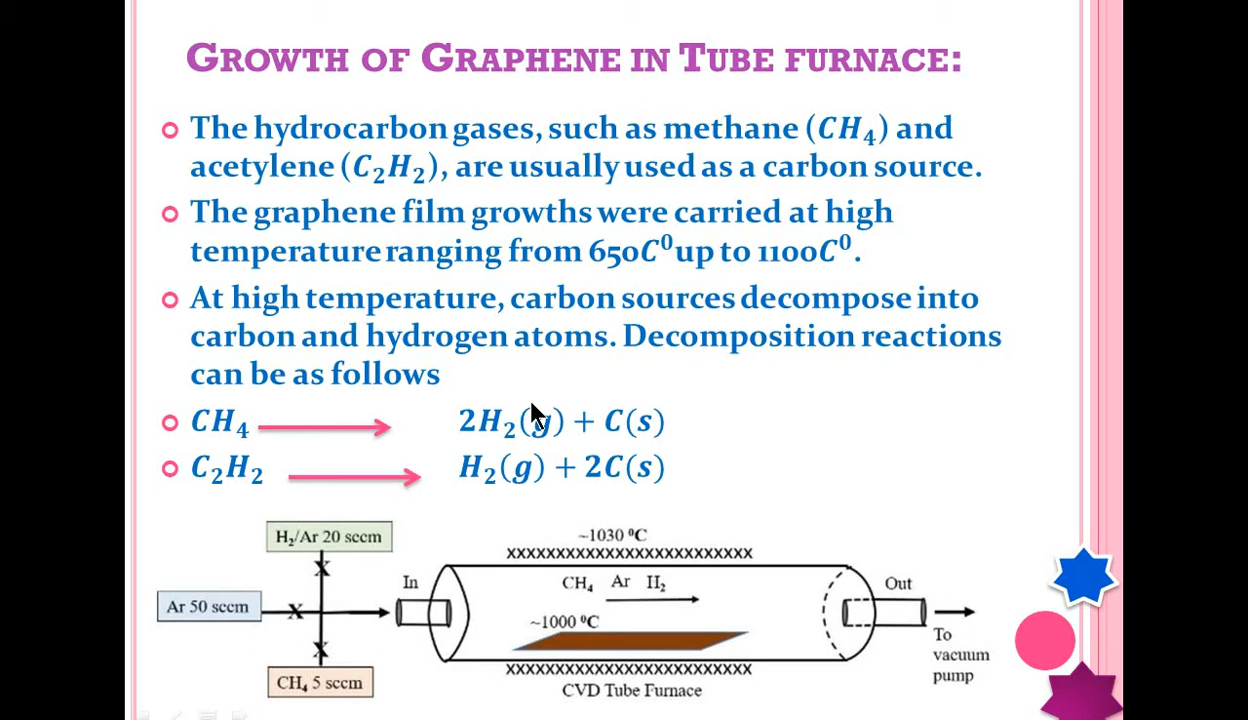 GROWTH OF GRAPHENE IN TUBE FURNACE:
The hydrocarbon gases, such as methane (CH₄) and
acetylene (C₂H₂), are usually used as a carbon source.
The graphene film growths were carried at high
temperature ranging from 650C⁰ up to 1100C⁰.
At high temperature, carbon sources decompose into
carbon and hydrogen atoms. Decomposition reactions
can be as follows
CH₄ → 2H₂(g) + C(s)
C₂H₂ → H₂(g) + 2C(s)
H₂/Ar 20 sccm
~1030 ⁰C
XXXXXXXXXXXXXXXXXXXXXXXXXX
In
CH₄ Ar H₂
Out
Ar 50 sccm
X
X
X
~1000 ⁰C
To
vacuum
pump
XXXXXXXXXXXXXXXXXXXXXXXXXX
CH₄ 5 sccm
CVD Tube Furnace